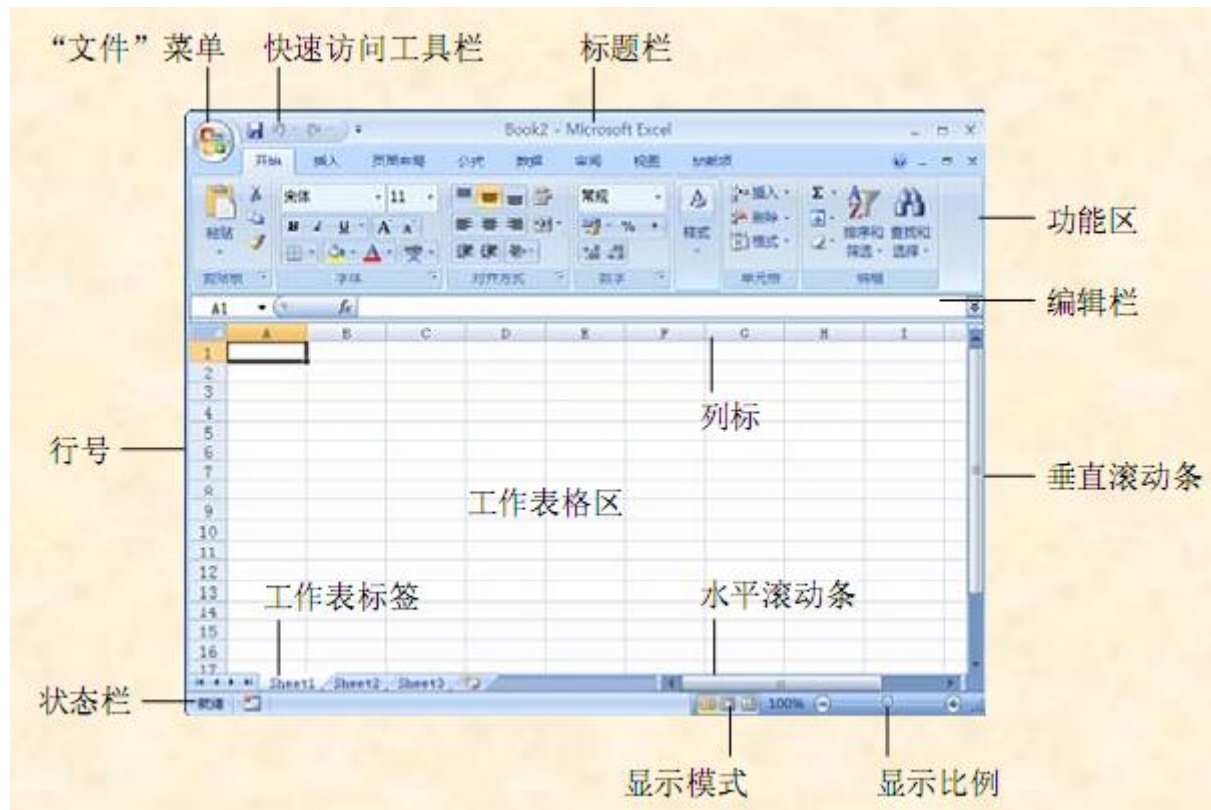 “文件”菜单 快速访问工具栏 标题栏
Book2 - Microsoft Excel
开始 插入 页面布局 公式 数据 审阅 视图 加载项
宋体 11 常规 插入 Σ
粘贴 B I U A A % 样式 删除 排序和 查找和
A 格式 筛选 选择
剪贴板 字体 对齐方式 数字 单元格 编辑
功能区
A1 fx
编辑栏
A B C D E F G H I
1
2
3
4
列标
5
行号
6
7
垂直滚动条
8
工作表格区
9
10
11
12
13
工作表标签 水平滚动条
14
15
16
17
Sheet1 Sheet2 Sheet3
状态栏
就绪 100%
显示模式 显示比例